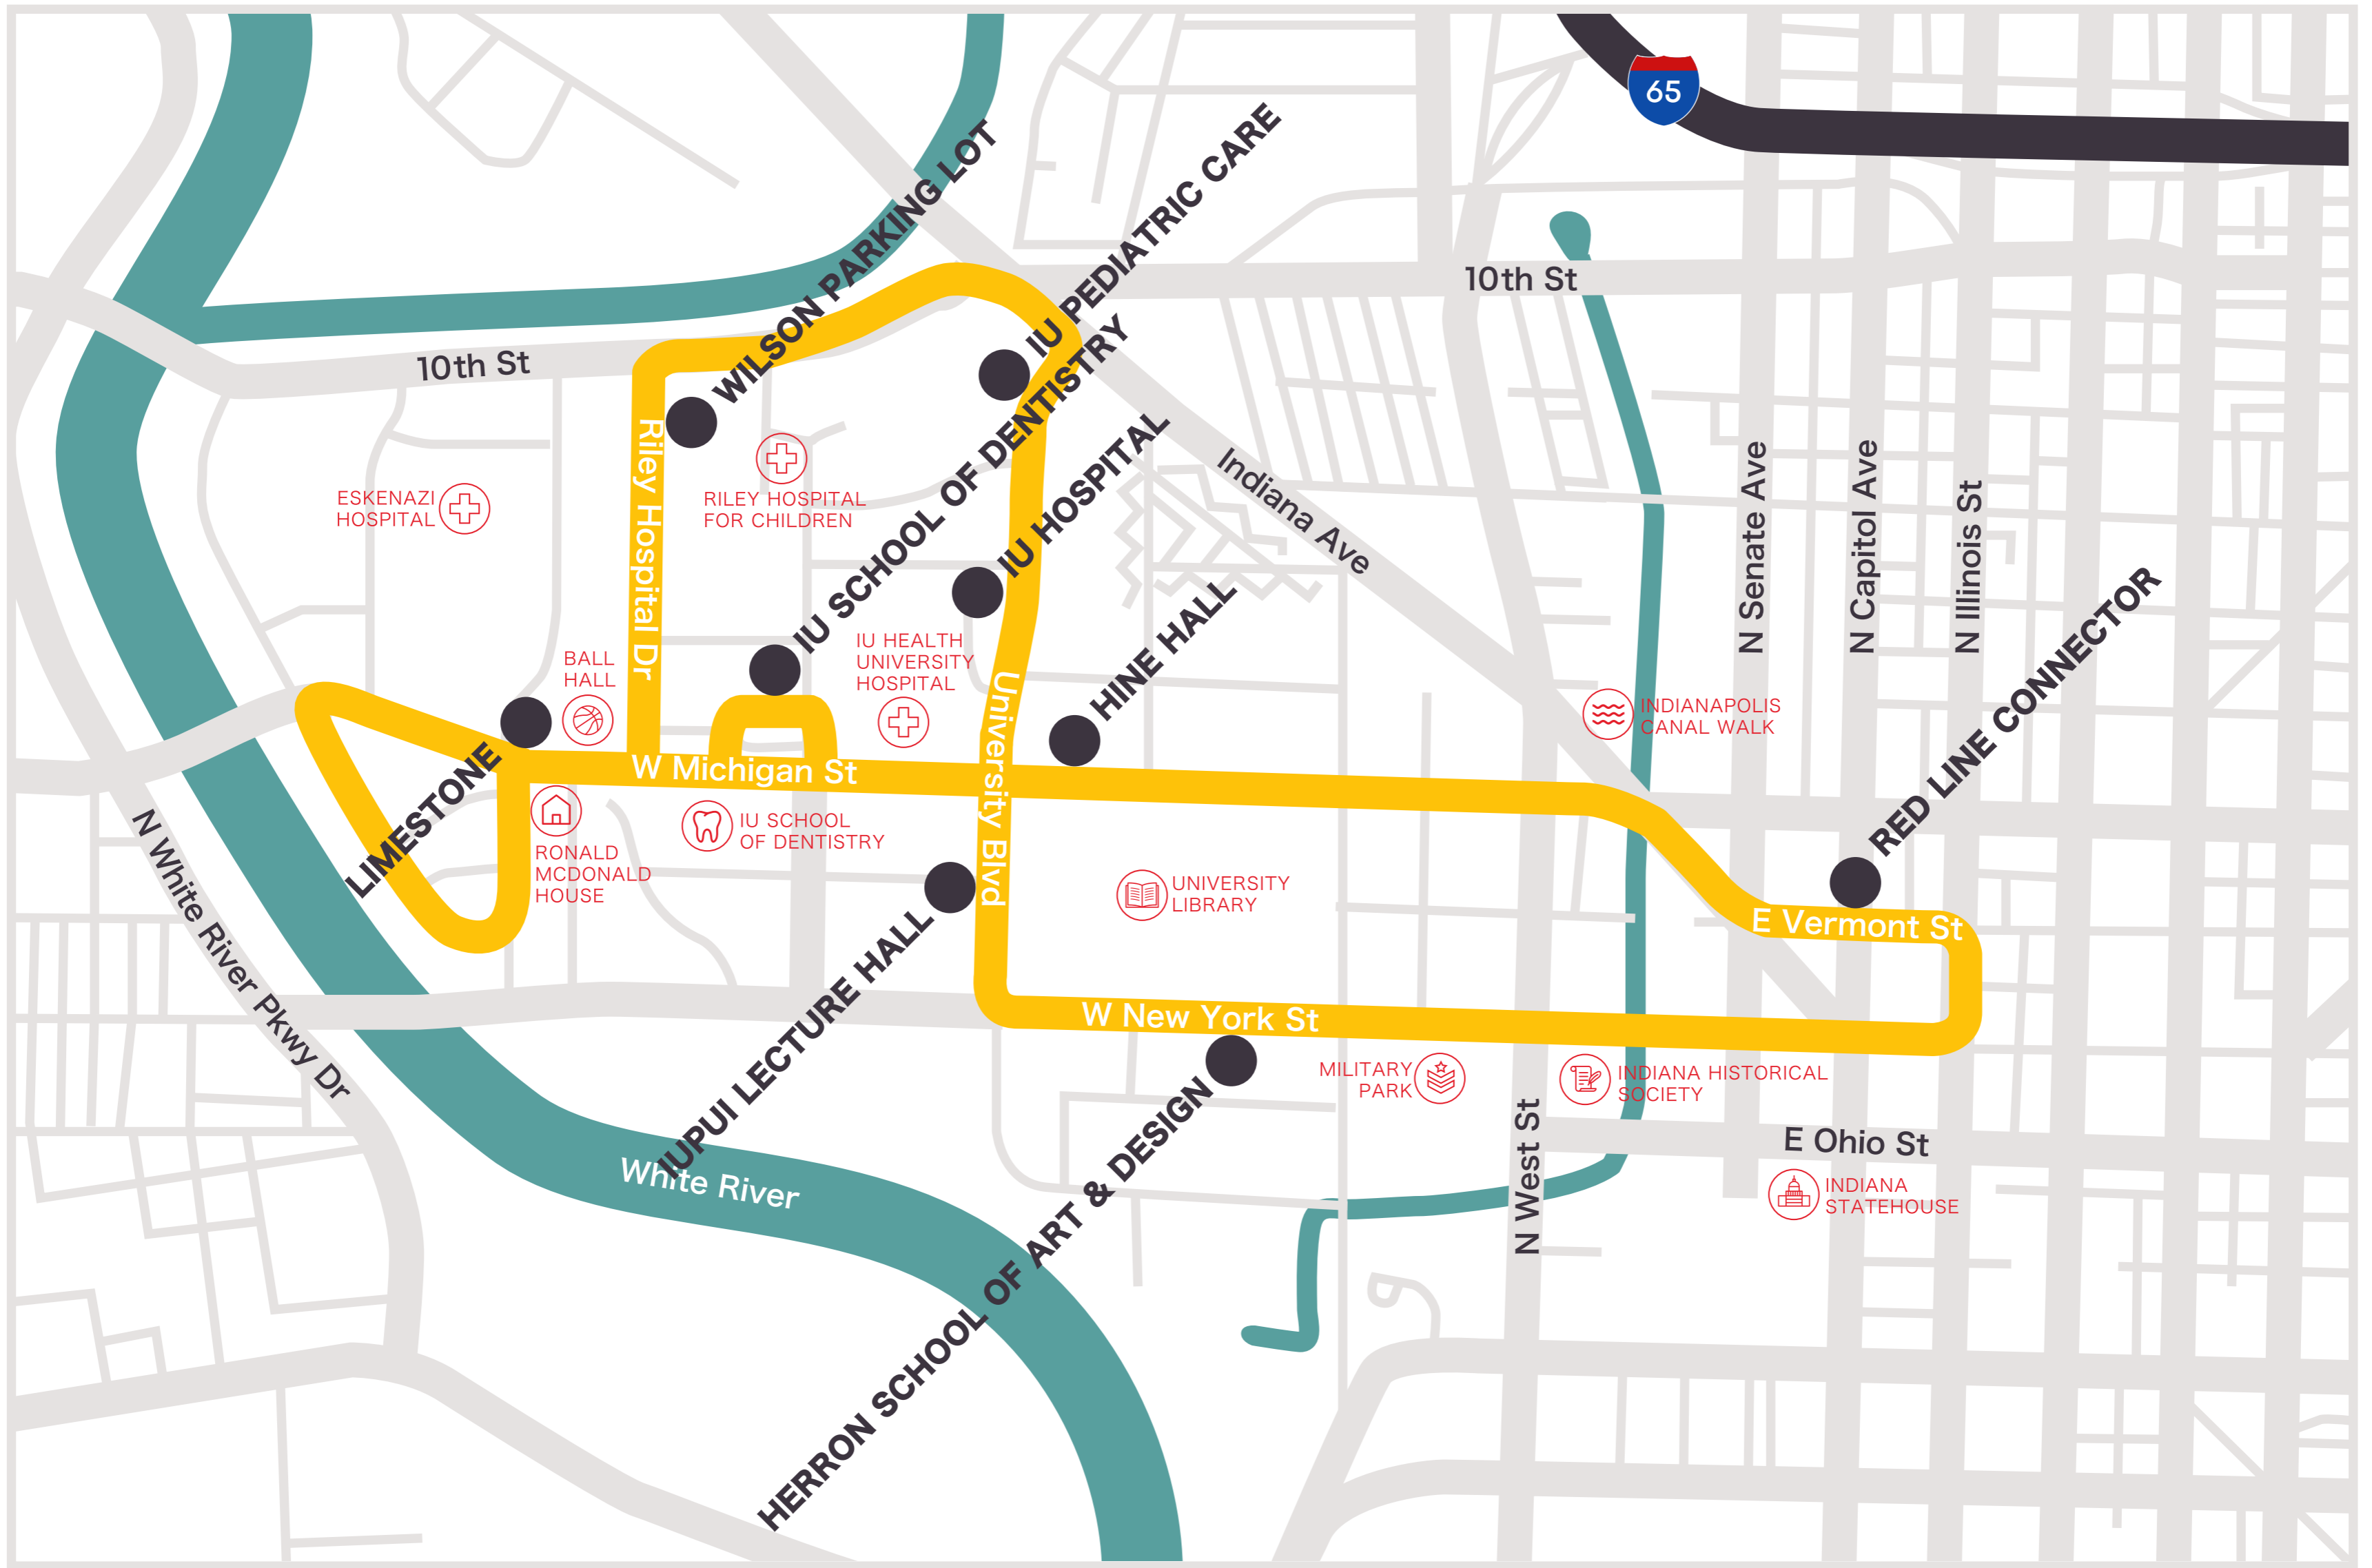 65
WILSON PARKING LOT
IU PEDIATRIC CARE
10th St
10th St
IU SCHOOL OF DENTISTRY
IU HOSPITAL
Riley Hospital Dr
RILEY HOSPITAL
FOR CHILDREN
ESKENAZI
HOSPITAL
Indiana Ave
N Senate Ave
N Capitol Ave
N Illinois St
HINE HALL
RED LINE CONNECTOR
BALL
HALL
IU HEALTH
UNIVERSITY
HOSPITAL
University Blvd
INDIANAPOLIS
CANAL WALK
LIMESTONE
W Michigan St
RONALD
MCDONALD
HOUSE
IU SCHOOL
OF DENTISTRY
UNIVERSITY
LIBRARY
E Vermont St
N White River Pkwy Dr
IUPUI LECTURE HALL
W New York St
MILITARY
PARK
INDIANA HISTORICAL
SOCIETY
HERRON SCHOOL OF ART & DESIGN
White River
N West St
E Ohio St
INDIANA
STATEHOUSE